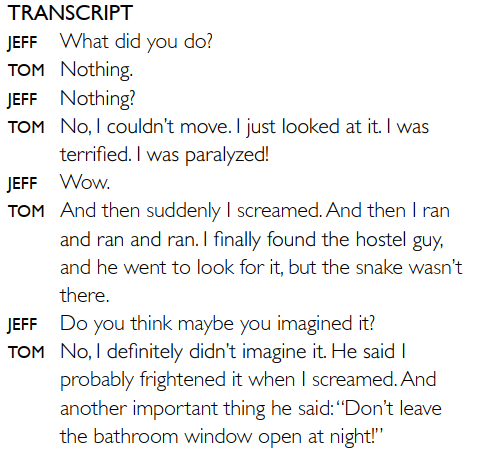 TRANSCRIPT
JEFF What did you do?
TOM Nothing.
JEFF Nothing?
TOM No, I couldn't move. I just looked at it. I was
terrified. I was paralyzed!
JEFF Wow.
TOM And then suddenly I screamed. And then I ran
and ran and ran. I finally found the hostel guy,
and he went to look for it, but the snake wasn't
there.
JEFF Do you think maybe you imagined it?
TOM No, I definitely didn't imagine it. He said I
probably frightened it when I screamed. And
another important thing he said: “Don't leave
the bathroom window open at night!”